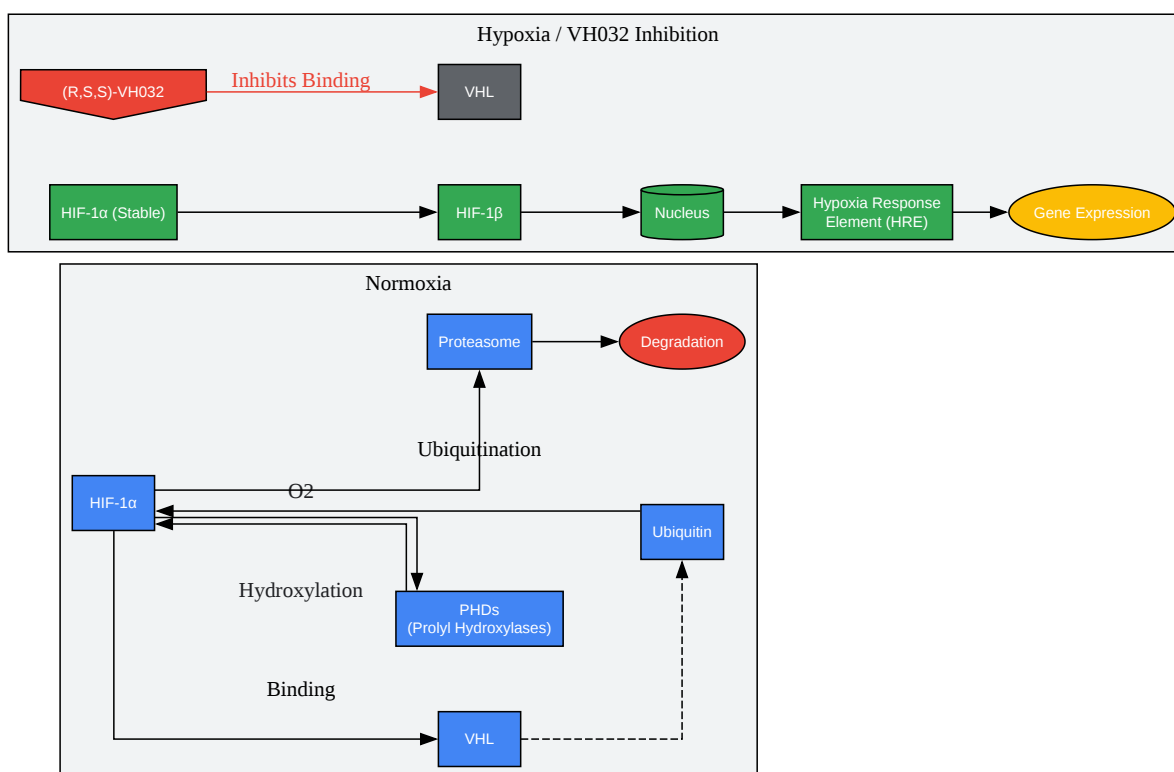 Hypoxia / VH032 Inhibition
(R,S,S)-VH032
Inhibits Binding
VHL
HIF-1α (Stable)
HIF-1β
Nucleus
Hypoxia Response
Element (HRE)
Gene Expression
Normoxia
Proteasome
Degradation
Ubiquitination
HIF-1α
O2
Ubiquitin
Hydroxylation
PHDs
(Prolyl Hydroxylases)
Binding
VHL